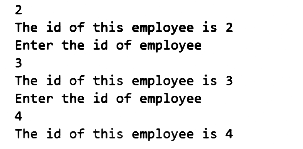 2
The id of this employee is 2
Enter the id of employee
3
The id of this employee is 3
Enter the id of employee
4
The id of this employee is 4